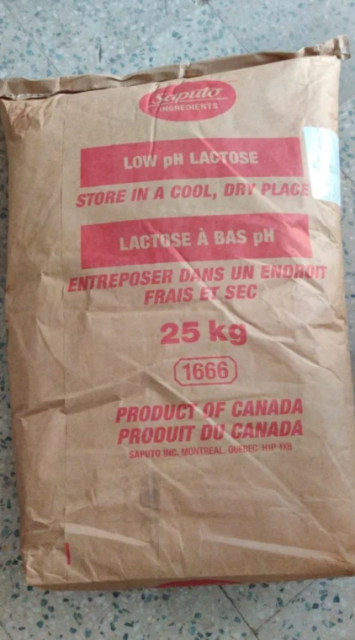 Saputo
INGREDIENTS
LOW pH LACTOSE
STORE IN A COOL, DRY PLACE
LACTOSE À BAS pH
ENTREPOSER DANS UN ENDROIT
FRAIS ET SEC
25 kg
1666
PRODUCT OF CANADA
PRODUIT DU CANADA
SAPUTO INC. MONTREAL, QUEBEC